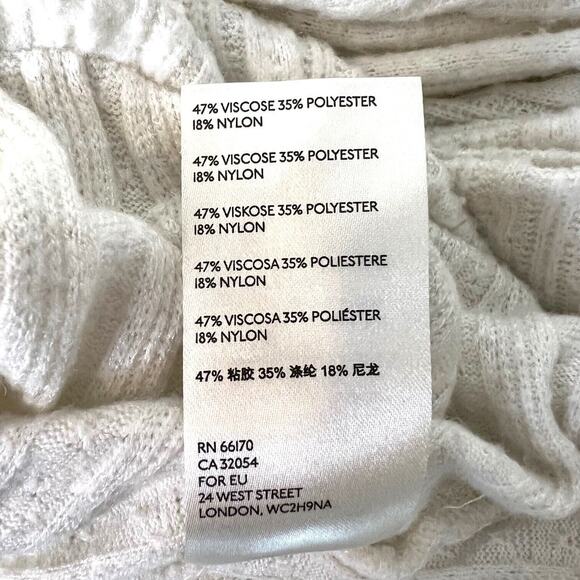 47% VISCOSE 35% POLYESTER
18% NYLON
47% VISCOSE 35% POLYESTER
18% NYLON
47% VISKOSE 35% POLYESTER
18% NYLON
47% VISCOSA 35% POLIESTERE
18% NYLON
47% VISCOSA 35% POLIÉSTER
18% NYLON
47% 粘胶 35% 涤纶 18% 尼龙
RN 66170
CA 32054
FOR EU
24 WEST STREET
LONDON, WC2H9NA